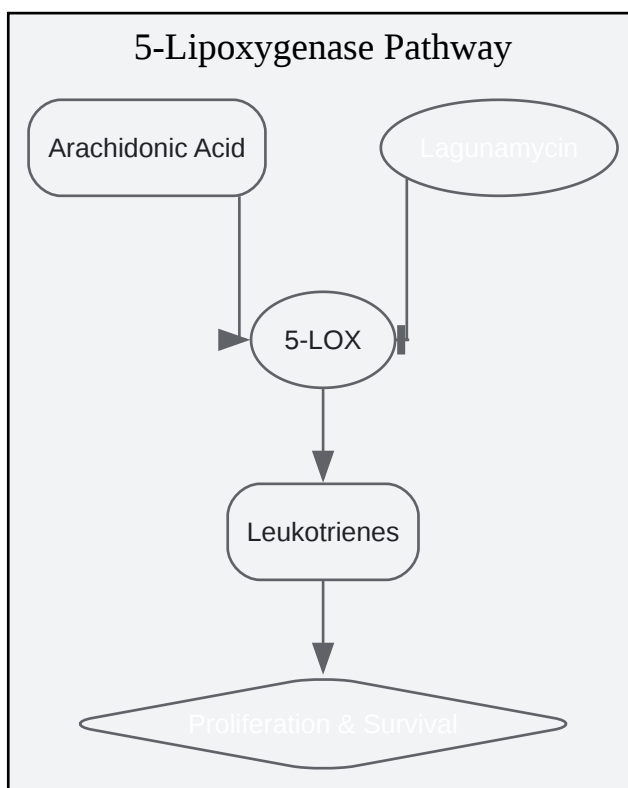 5-Lipoxygenase Pathway
Arachidonic Acid
Lagunamycin
5-LOX
Leukotrienes
Proliferation & Survival